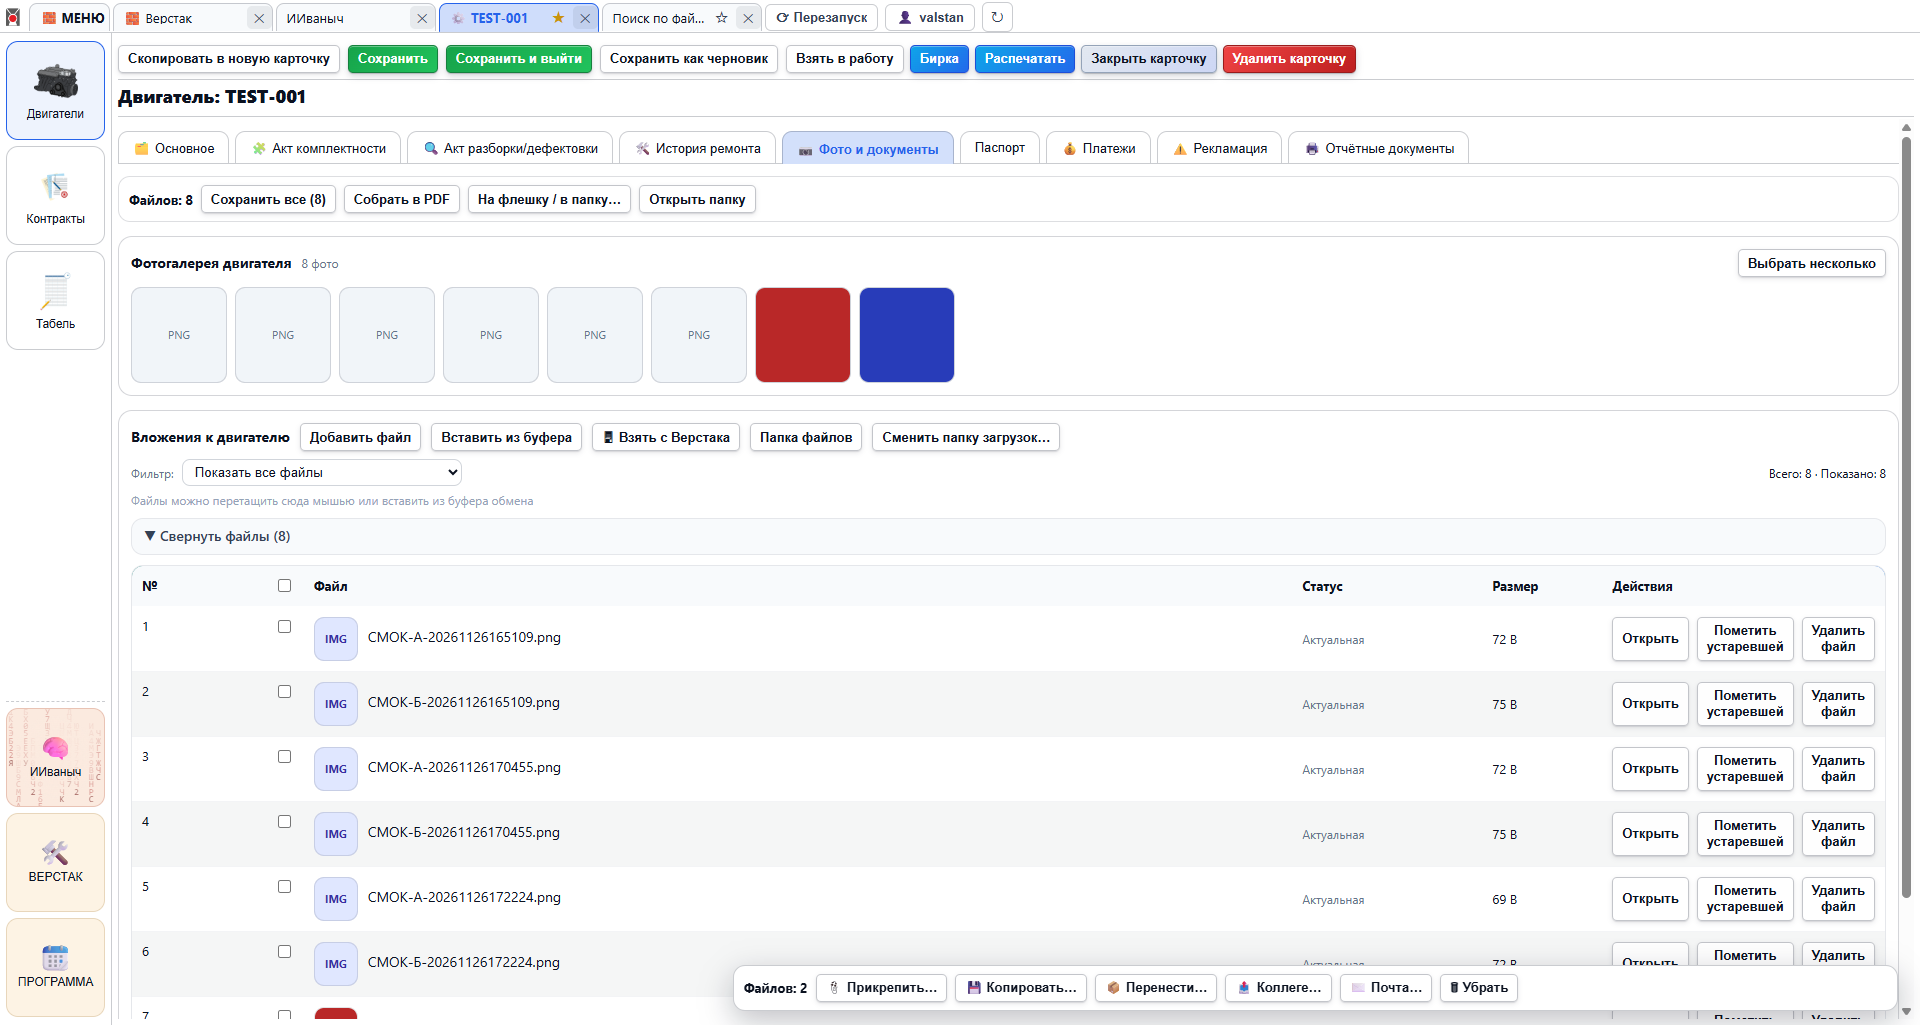 МЕНЮ
Верстак
ИИваныч
TEST-001
Поиск по фай...
Перезапуск
valstan
Двигатели
Контракты
Табель
ИИваныч
ВЕРСТАК
ПРОГРАММА
Скопировать в новую карточку
Сохранить
Сохранить и выйти
Сохранить как черновик
Взять в работу
Бирка
Распечатать
Закрыть карточку
Удалить карточку
Двигатель: TEST-001
Основное
Акт комплектности
Акт разборки/дефектовки
История ремонта
Фото и документы
Паспорт
Платежи
Рекламация
Отчётные документы
Файлов: 8
Сохранить все (8)
Собрать в PDF
На флешку / в папку...
Открыть папку
Фотогалерея двигателя 8 фото
Выбрать несколько
PNG PNG PNG PNG PNG PNG
Вложения к двигателю
Добавить файл
Вставить из буфера
Взять с Верстака
Папка файлов
Сменить папку загрузок...
Фильтр: Показать все файлы
Всего: 8 · Показано: 8
Файлы можно перетащить сюда мышью или вставить из буфера обмена
▼ Свернуть файлы (8)
№ Файл Статус Размер Действия
1 IMG СМОК-А-20261126165109.png Актуальная 72 B Открыть Пометить устаревшей Удалить файл
2 IMG СМОК-Б-20261126165109.png Актуальная 75 B Открыть Пометить устаревшей Удалить файл
3 IMG СМОК-А-20261126170455.png Актуальная 72 B Открыть Пометить устаревшей Удалить файл
4 IMG СМОК-Б-20261126170455.png Актуальная 75 B Открыть Пометить устаревшей Удалить файл
5 IMG СМОК-А-20261126172224.png Актуальная 69 B Открыть Пометить устаревшей Удалить файл
6 IMG СМОК-Б-20261126172224.png Актуальная 72 B Открыть Пометить Удалить
7
Файлов: 2
Прикрепить...
Копировать...
Перенести...
Коллеге...
Почта...
Убрать